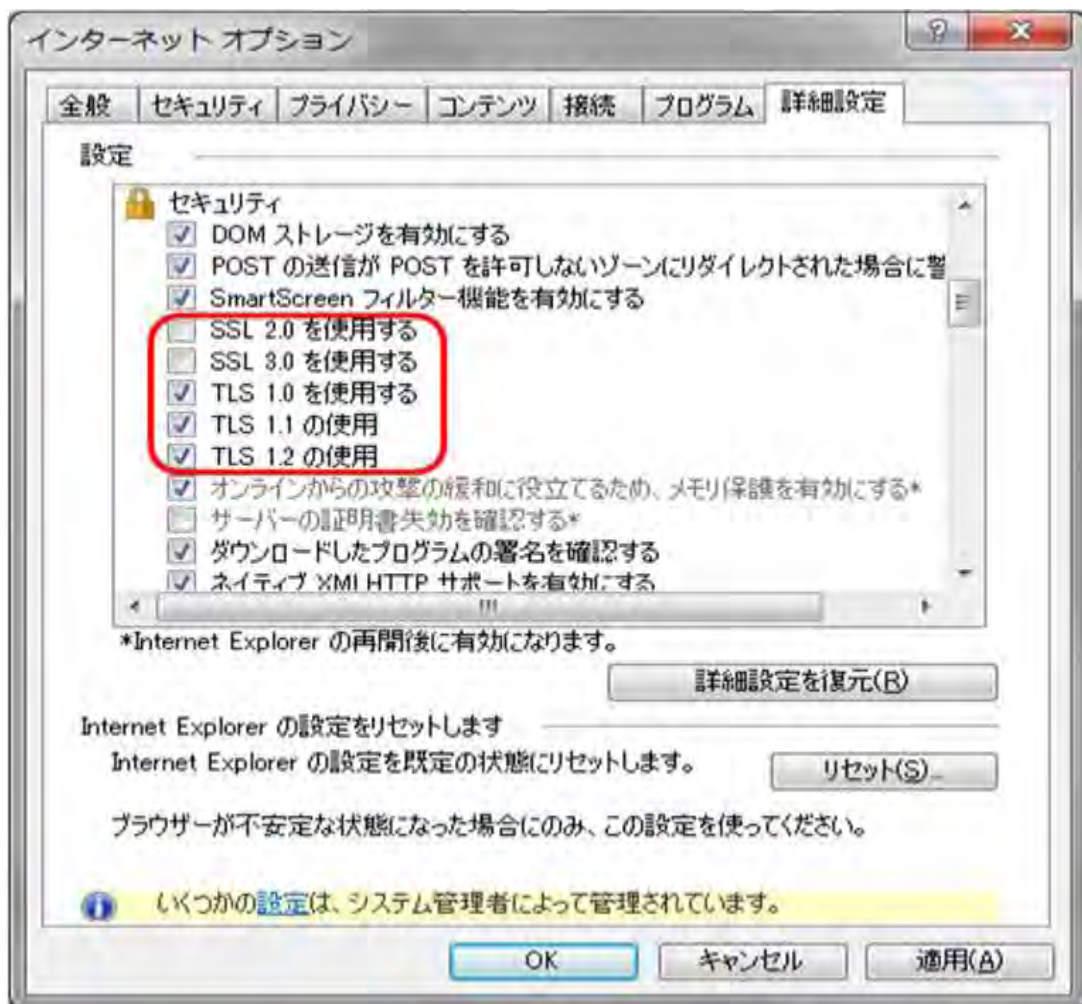 インターネット オプション
全般 セキュリティ プライバシー コンテンツ 接続 プログラム 詳細設定
設定
セキュリティ
DOM ストレージを有効にする
POST の送信が POST を許可しないゾーンにリダイレクトされた場合に警
SmartScreen フィルター機能を有効にする
SSL 2.0 を使用する
SSL 3.0 を使用する
TLS 1.0 を使用する
TLS 1.1 の使用
TLS 1.2 の使用
オンラインからの攻撃の緩和に役立てるため、メモリ保護を有効にする*
サーバーの証明書失効を確認する*
ダウンロードしたプログラムの署名を確認する
ネイティブ XMLHTTP サポートを有効にする
*Internet Explorer の再開後に有効になります。
詳細設定を復元(R)
Internet Explorer の設定をリセットします
Internet Explorer の設定を既定の状態にリセットします。
リセット(S)...
ブラウザーが不安定な状態になった場合にのみ、この設定を使ってください。
いくつかの設定は、システム管理者によって管理されています。
OK キャンセル 適用(A)